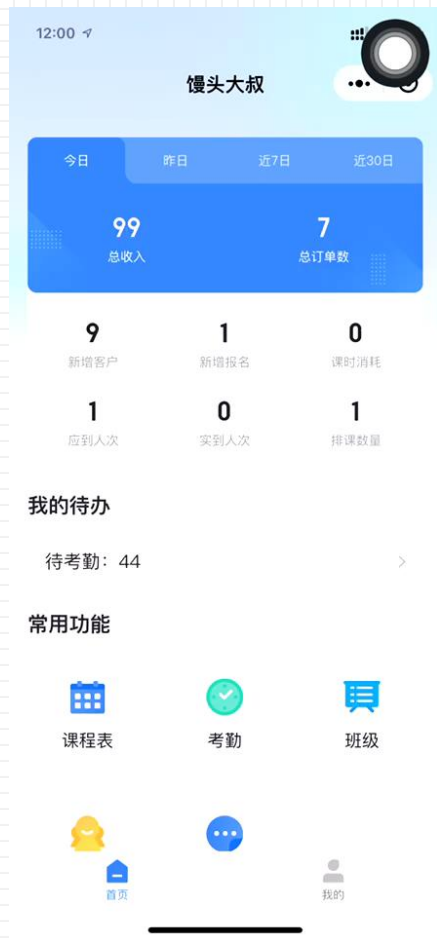 12:00
馒头大叔
今日 昨日 近7日 近30日
99 7
总收入 总订单数
9 1 0
新增客户 新增报名 课时消耗
1 0 1
应到人次 实到人次 排课数量
我的待办
待考勤：44
常用功能
课程表 考勤 班级
首页 我的